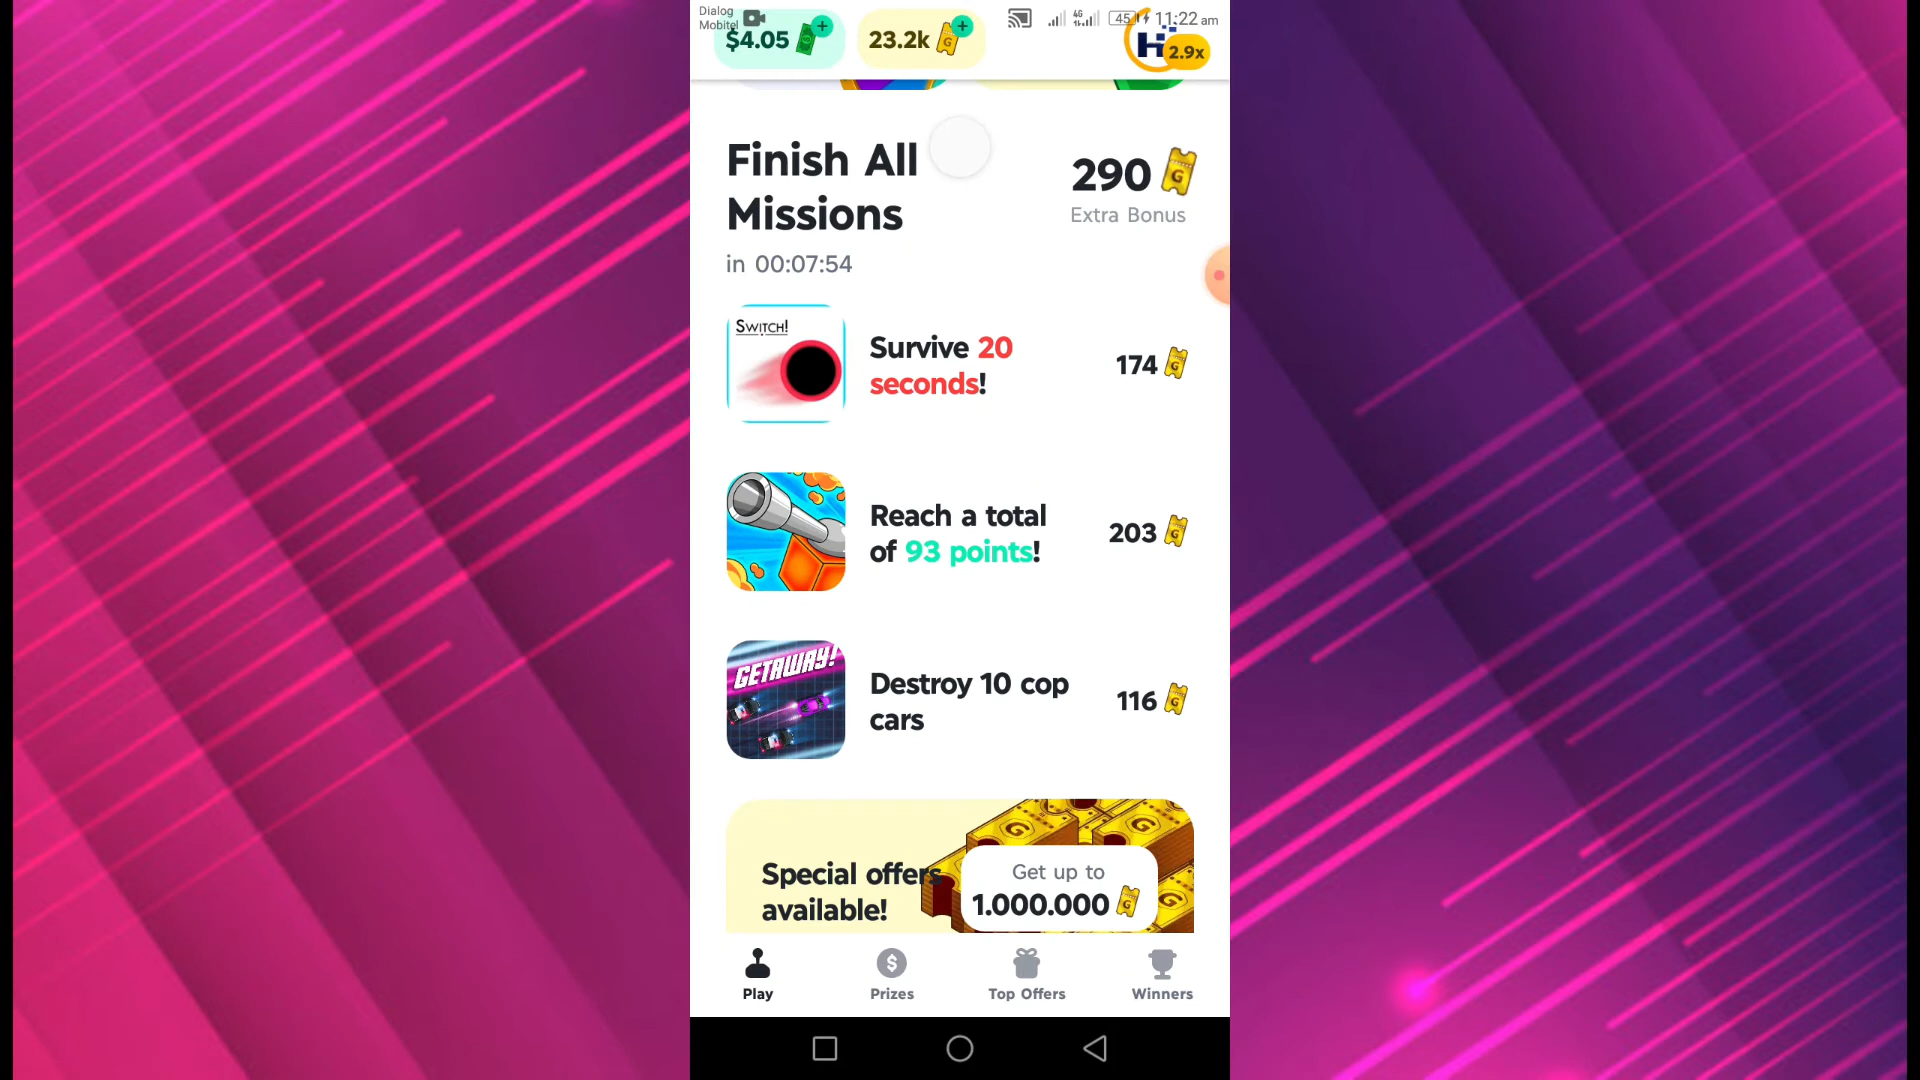 Dialog
Mobitel
4G
45
11:22 am
$4.05
23.2k
H
2.9x
Finish All
Missions
290
Extra Bonus
in 00:07:54
SWITCH!
Survive 20
seconds!
174
Reach a total
of 93 points!
203
GETAWAY!
Destroy 10 cop
cars
116
Special offers
available!
Get up to
1.000.000
Play
Prizes
Top Offers
Winners